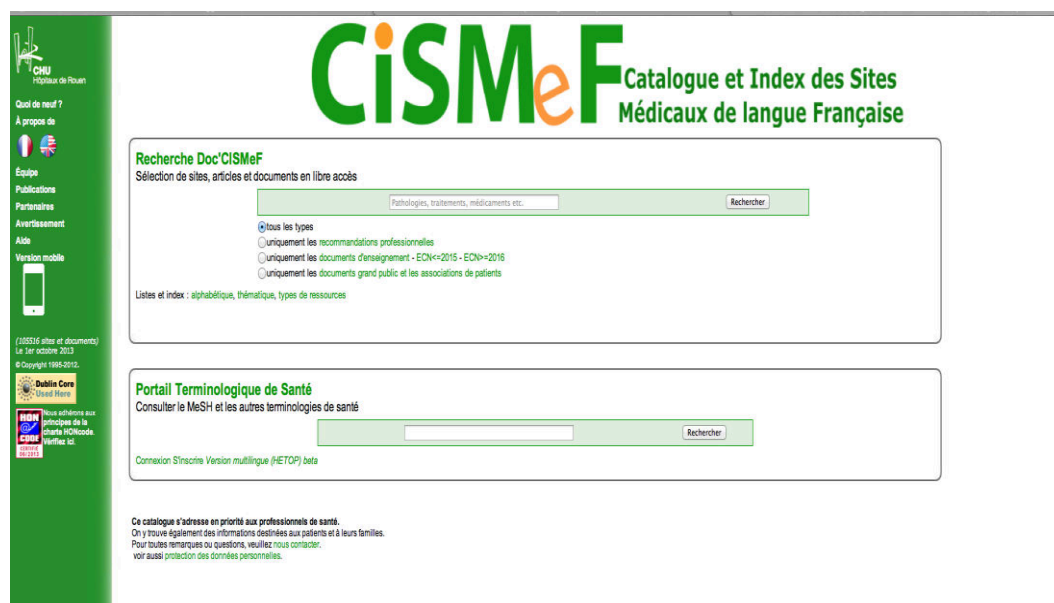 CHU
Hôpitaux de Rouen
Quoi de neuf ?
À propos de
Équipe
Publications
Partenaires
Avertissement
Aide
Version mobile
(105516 sites et documents)
Le 1er octobre 2013
© Copyright 1995-2012.
Dublin Core
Used Here
HON
@
CODE
CERTIFIÉ
08/2013
Nous adhérons aux
principes de la
charte HONcode.
Vérifiez ici.
CiSMeF
Catalogue et Index des Sites
Médicaux de langue Française
Recherche Doc'CISMeF
Sélection de sites, articles et documents en libre accès
Pathologies, traitements, médicaments etc.
Rechercher
tous les types
uniquement les recommandations professionnelles
uniquement les documents d'enseignement - ECN<=2015 - ECN>=2016
uniquement les documents grand public et les associations de patients
Listes et index : alphabétique, thématique, types de ressources
Portail Terminologique de Santé
Consulter le MeSH et les autres terminologies de santé
Rechercher
Connexion S'inscrire Version multilingue (HETOP) beta
Ce catalogue s'adresse en priorité aux professionnels de santé.
On y trouve également des informations destinées aux patients et à leurs familles.
Pour toutes remarques ou questions, veuillez nous contacter.
voir aussi protection des données personnelles.